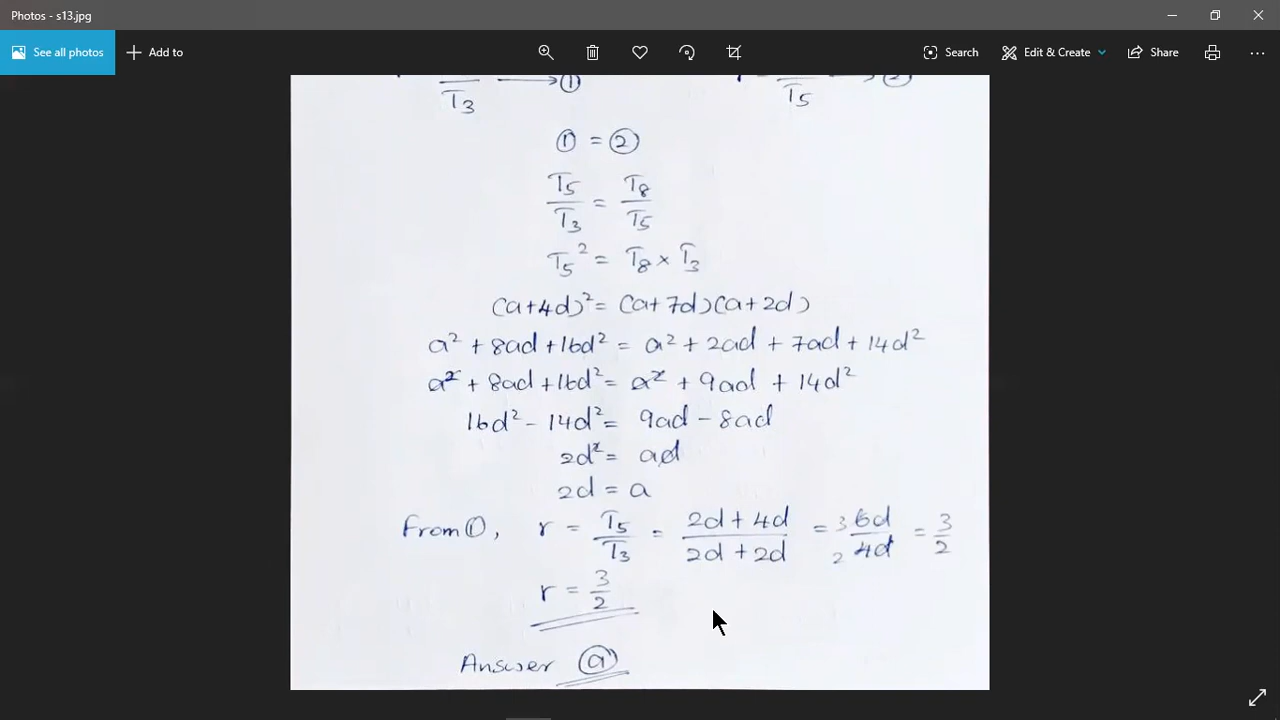 Photos - s13.jpg
See all photos
Add to
Search
Edit & Create
Share
T3 ⟶ ①
T5 ②
① = ②
T5/T3 = T8/T5
T5² = T8 × T3
(a+4d)² = (a+7d)(a+2d)
a² + 8ad + 16d² = a² + 2ad + 7ad + 14d²
a² + 8ad + 16d² = a² + 9ad + 14d²
16d² - 14d² = 9ad - 8ad
2d² = ad
2d = a
From ①, r = T5/T3 = (2d + 4d)/(2d + 2d) = 3 6d/2 4d = 3/2
r = 3/2
Answer ⓐ